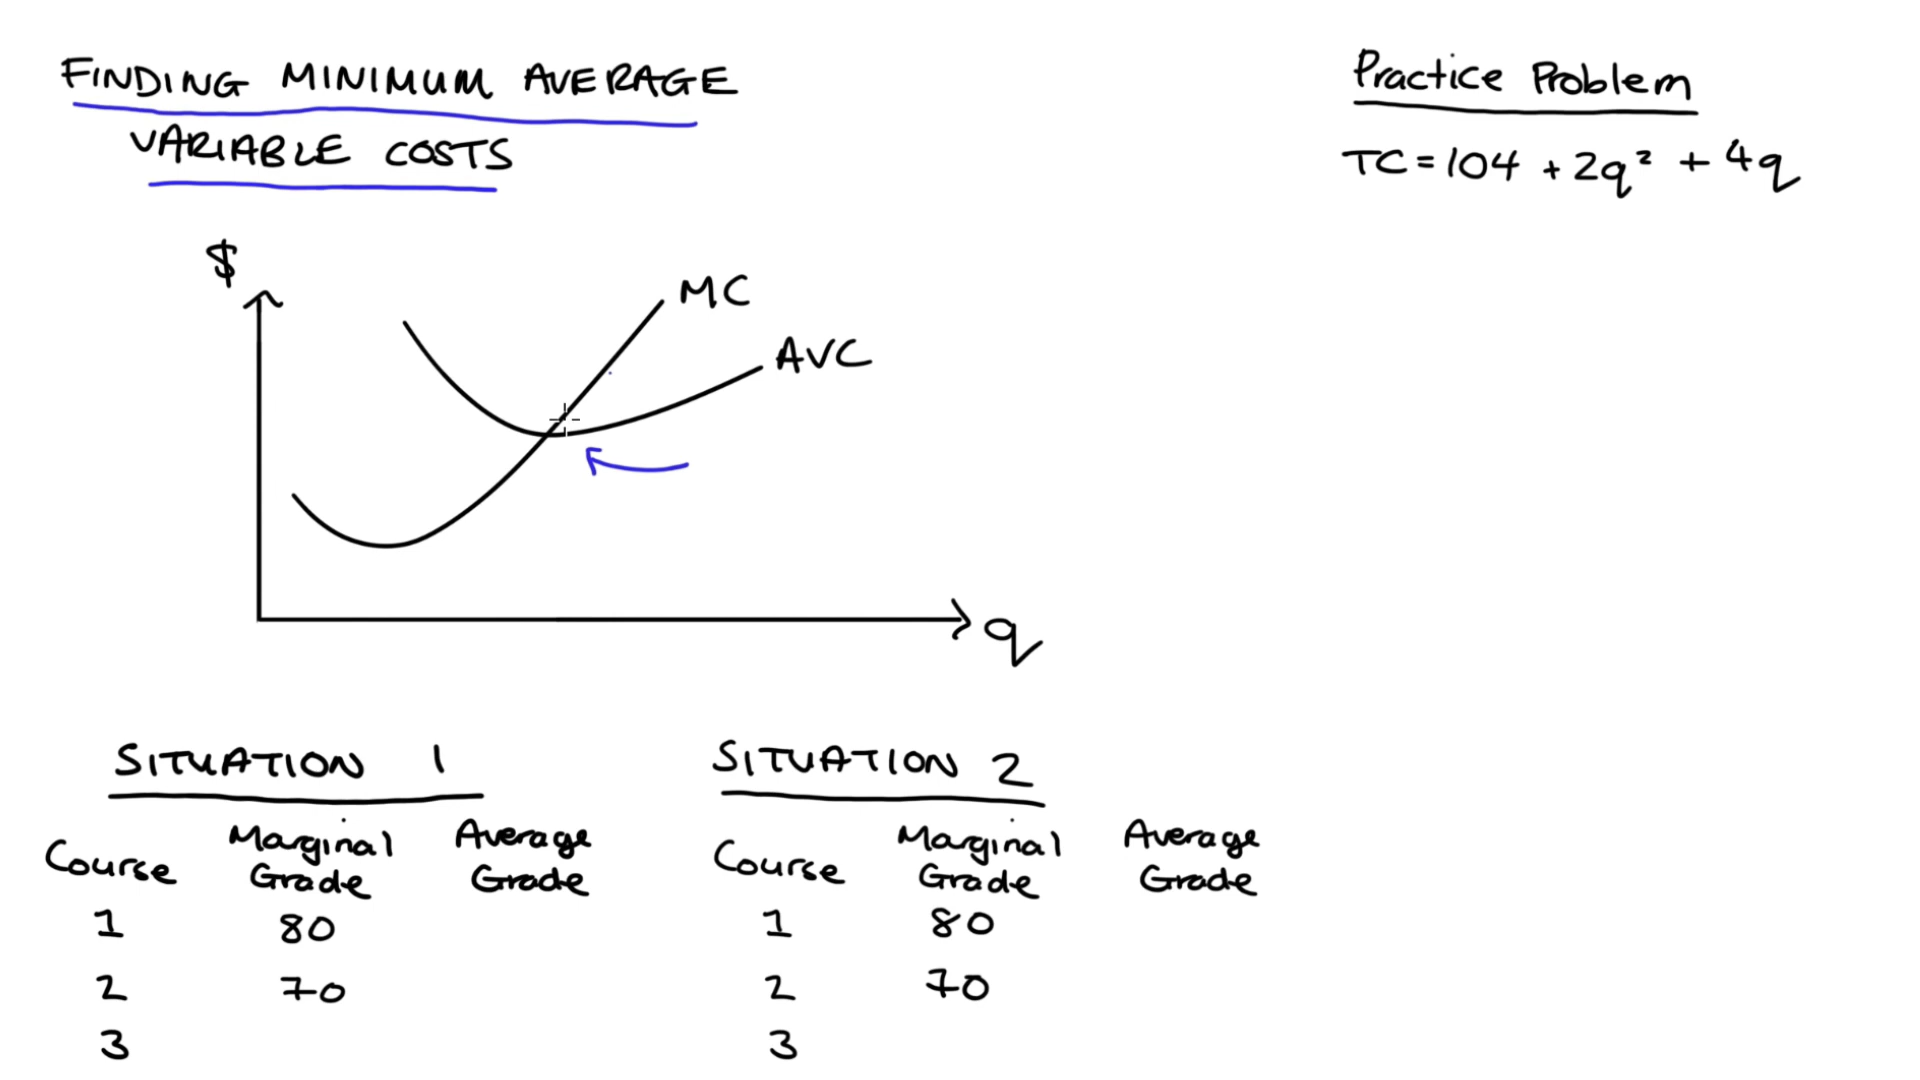 FINDING MINIMUM AVERAGE
VARIABLE COSTS
Practice Problem
TC = 104 + 2q² + 4q
$
MC
AVC
q
SITUATION 1
Course Marginal Grade Average Grade
1 80
2 70
3
SITUATION 2
Course Marginal Grade Average Grade
1 80
2 70
3